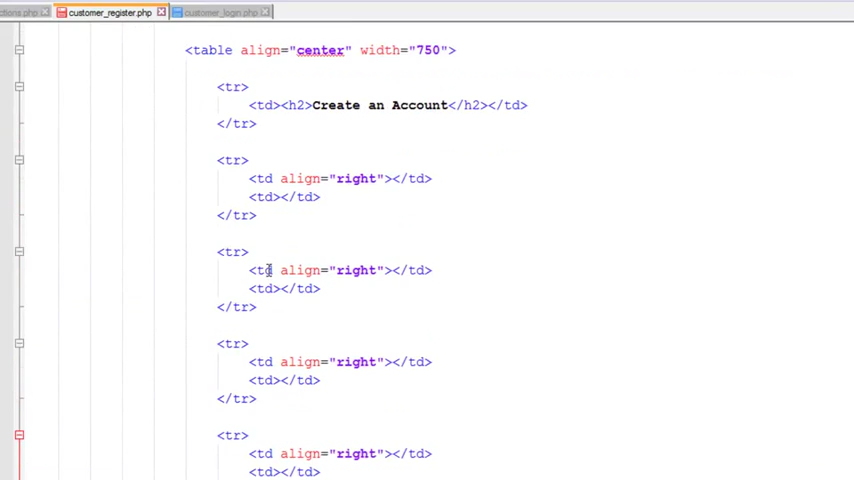 ctions.php customer_register.php customer_login.php
<table align="center" width="750">
<tr>
<td><h2>Create an Account</h2></td>
</tr>
<tr>
<td align="right"></td>
<td></td>
</tr>
<tr>
<td align="right"></td>
<td></td>
</tr>
<tr>
<td align="right"></td>
<td></td>
</tr>
<tr>
<td align="right"></td>
<td></td>